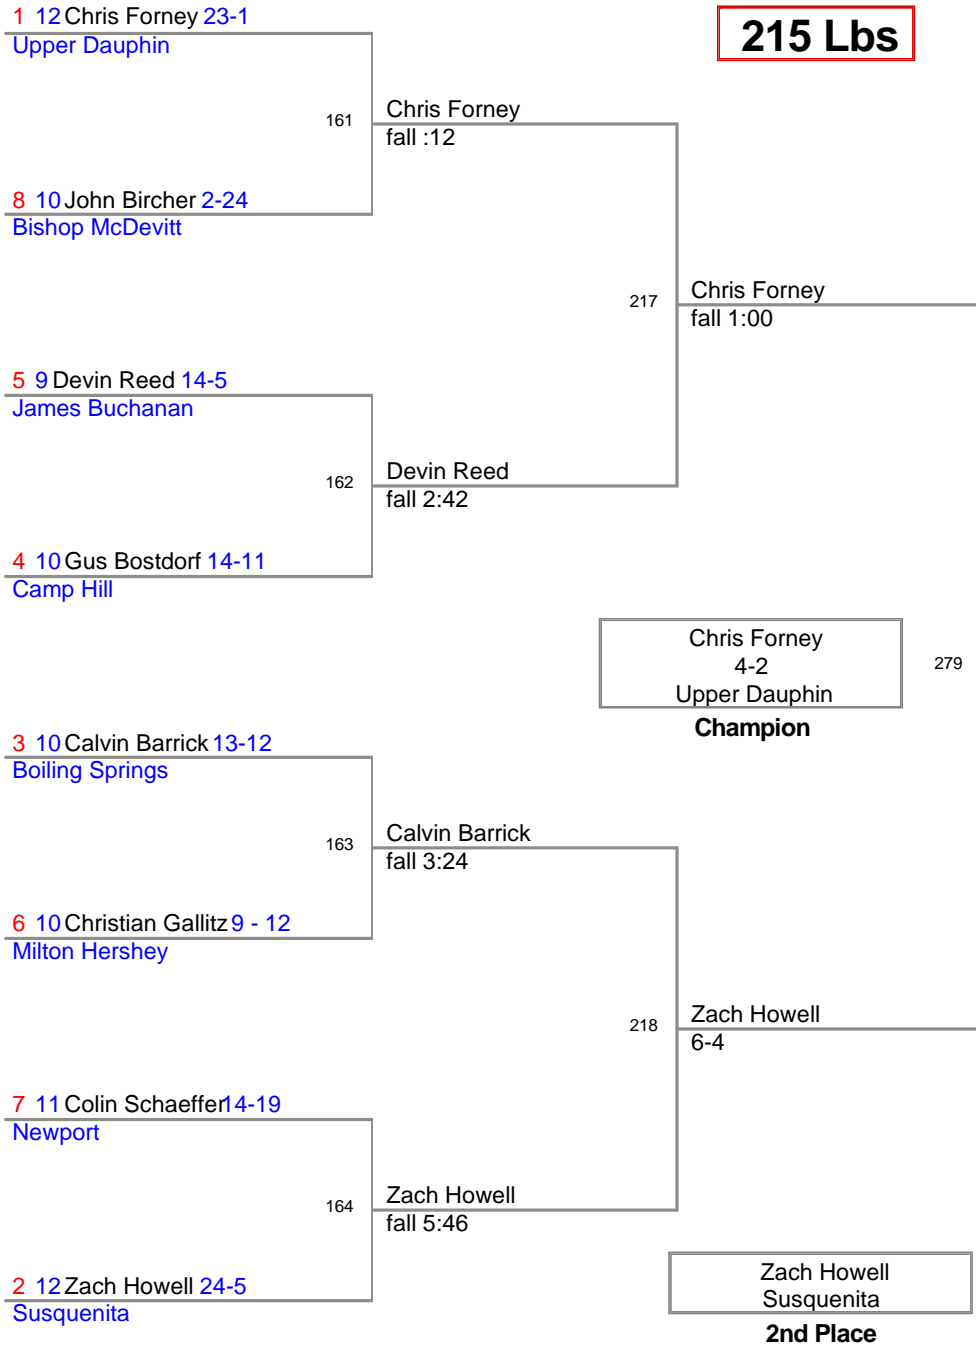 1 12 Chris Forney 23-1
Upper Dauphin
215 Lbs
161
Chris Forney
fall :12
8 10 John Bircher 2-24
Bishop McDevitt
217
Chris Forney
fall 1:00
5 9 Devin Reed 14-5
James Buchanan
162
Devin Reed
fall 2:42
4 10 Gus Bostdorf 14-11
Camp Hill
Chris Forney
4-2
Upper Dauphin
279
Champion
3 10 Calvin Barrick 13-12
Boiling Springs
163
Calvin Barrick
fall 3:24
6 10 Christian Gallitz 9 - 12
Milton Hershey
218
Zach Howell
6-4
7 11 Colin Schaeffer 14-19
Newport
164
Zach Howell
fall 5:46
2 12 Zach Howell 24-5
Susquenita
Zach Howell
Susquenita
2nd Place